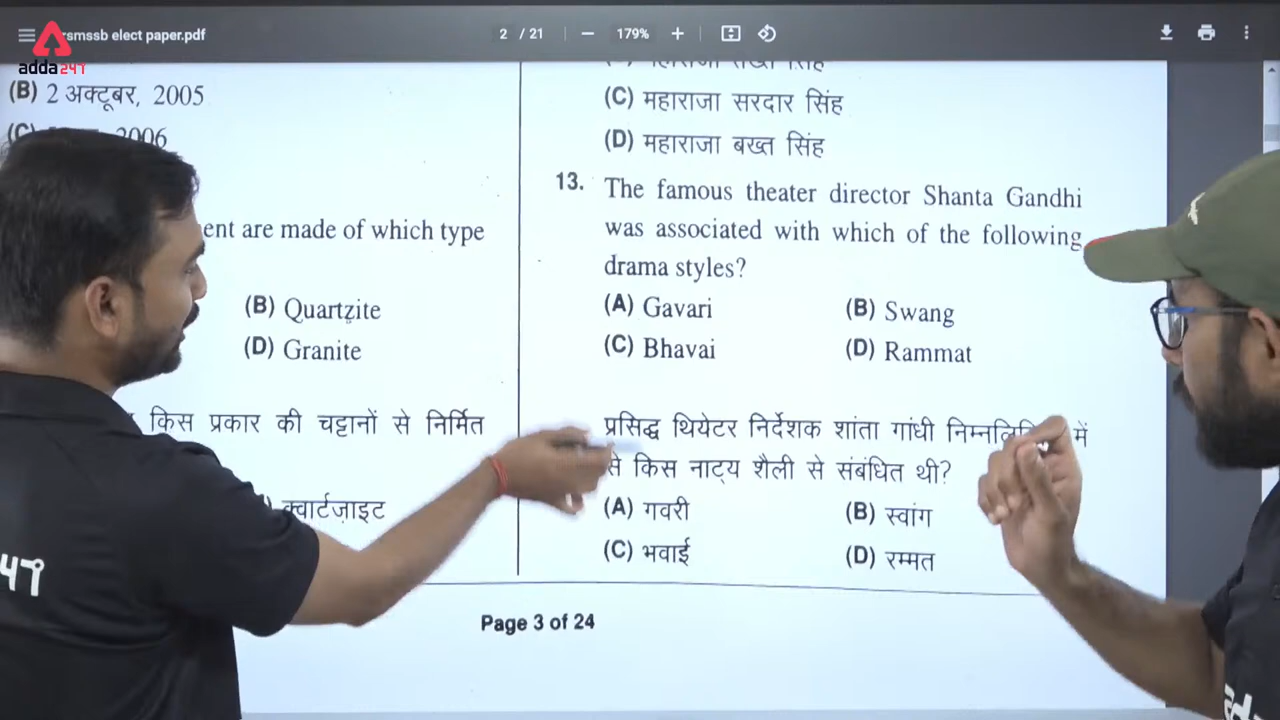 rsmssb elect paper.pdf
2 / 21
179%
adda247
(B) 2 अक्टूबर, 2005
2006
ent are made of which type
(B) Quartzite
(D) Granite
किस प्रकार की चट्टानों से निर्मित
क्वार्टज़ाइट
(C) महाराजा सरदार सिंह
(D) महाराजा बख्त सिंह
13. The famous theater director Shanta Gandhi
was associated with which of the following
drama styles?
(A) Gavari (B) Swang
(C) Bhavai (D) Rammat
प्रसिद्ध थियेटर निर्देशक शांता गांधी में
से किस नाट्य शैली से संबंधित थी?
(A) गवरी (B) स्वांग
(C) भवाई (D) रम्मत
Page 3 of 24